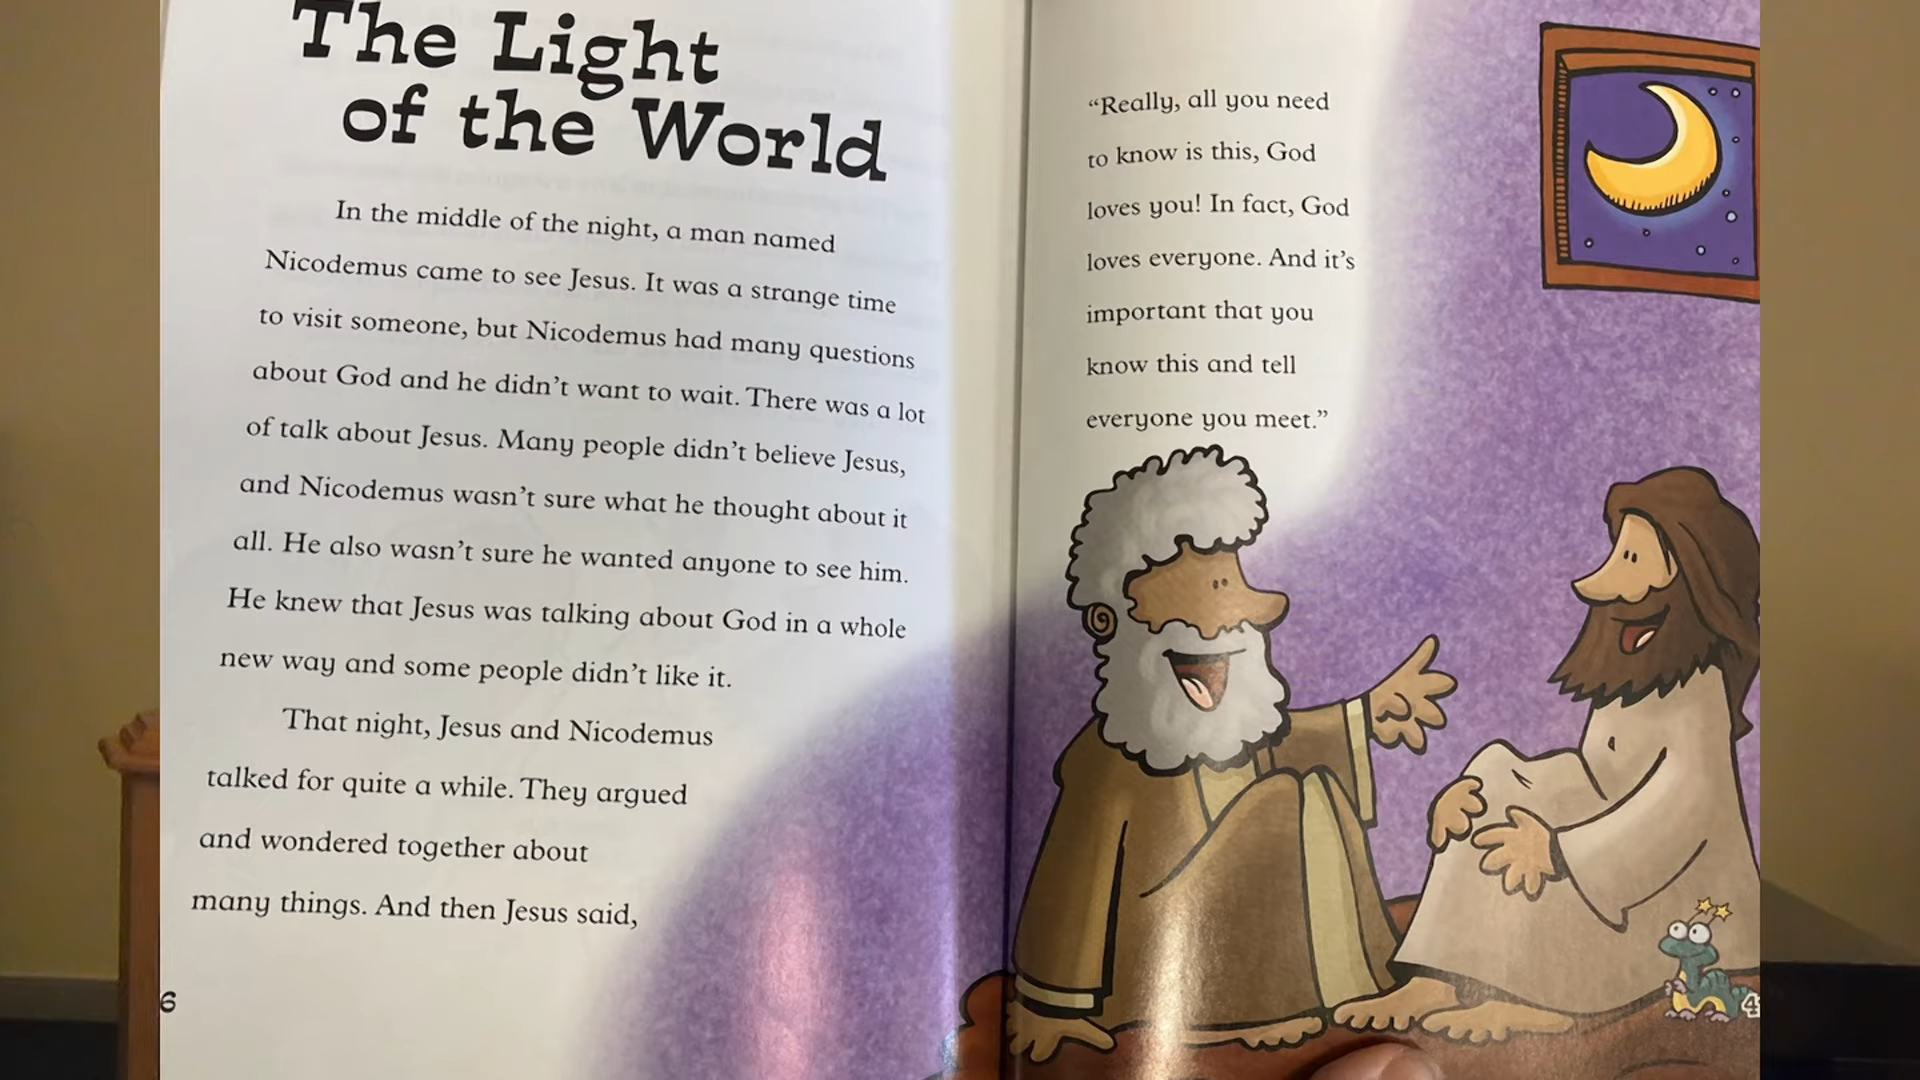 The Light
of the World
In the middle of the night, a man named
Nicodemus came to see Jesus. It was a strange time
to visit someone, but Nicodemus had many questions
about God and he didn't want to wait. There was a lot
of talk about Jesus. Many people didn't believe Jesus,
and Nicodemus wasn't sure what he thought about it
all. He also wasn't sure he wanted anyone to see him.
He knew that Jesus was talking about God in a whole
new way and some people didn't like it.
That night, Jesus and Nicodemus
talked for quite a while. They argued
and wondered together about
many things. And then Jesus said,
6
“Really, all you need
to know is this, God
loves you! In fact, God
loves everyone. And it's
important that you
know this and tell
everyone you meet.”
4